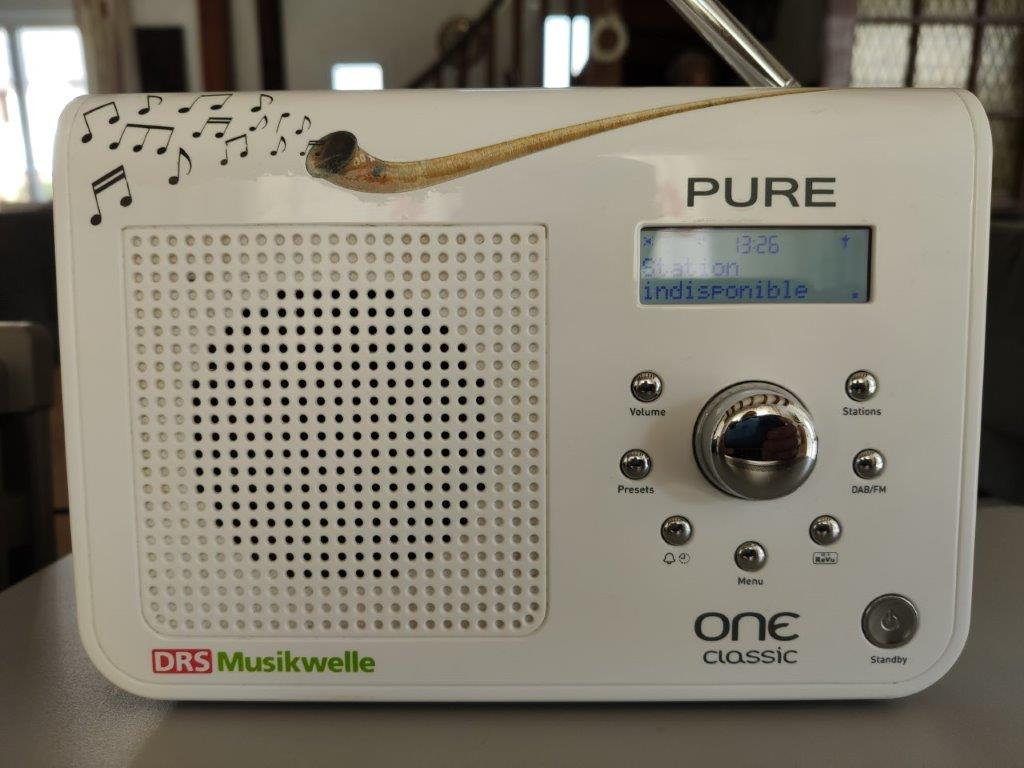 PURE
13:26
Station
indisponible
Volume
Stations
Presets
DAB/FM
ReVu
Menu
one
classic
Standby
DRS Musikwelle